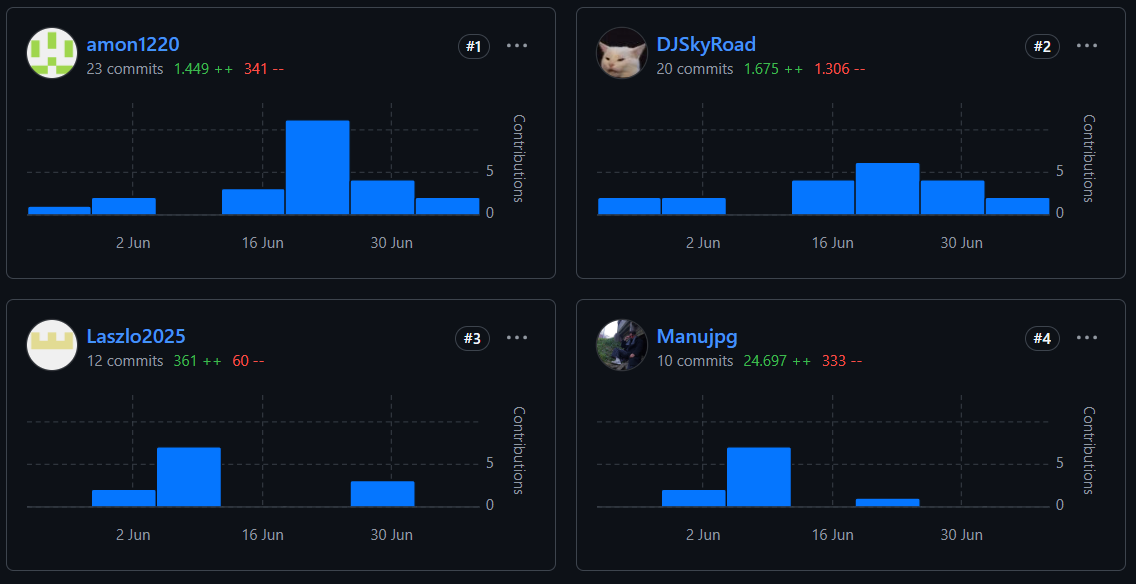 amon1220
#1
23 commits 1.449 ++ 341 --
Contributions
5
0
2 Jun 16 Jun 30 Jun
DJSkyRoad
#2
20 commits 1.675 ++ 1.306 --
Contributions
5
0
2 Jun 16 Jun 30 Jun
Laszlo2025
#3
12 commits 361 ++ 60 --
Contributions
5
0
2 Jun 16 Jun 30 Jun
Manujpg
#4
10 commits 24.697 ++ 333 --
Contributions
5
0
2 Jun 16 Jun 30 Jun